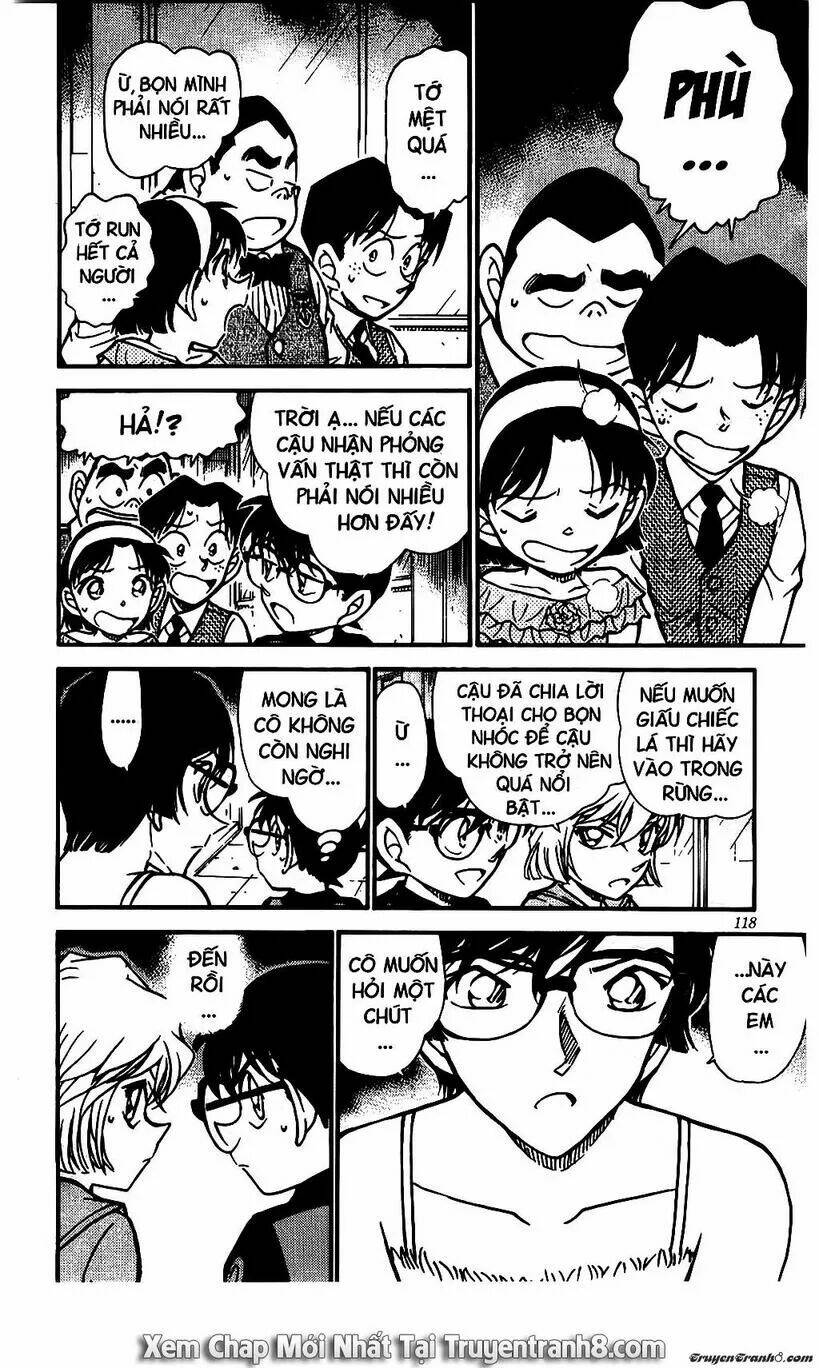 PHÙ
...
TỚ
MỆT
QUÁ
...
Ừ, BỌN MÌNH
PHẢI NÓI RẤT
NHIỀU...
TỚ RUN
HẾT CẢ
NGƯỜI
...
TRỜI Ạ... NẾU CÁC
CẬU NHẬN PHỎNG
VẤN THẬT THÌ CÒN
PHẢI NÓI NHIỀU
HƠN ĐẤY!
HẢ!?
NẾU MUỐN
GIẤU CHIẾC
LÁ THÌ HÃY
VÀO TRONG
RỪNG...
CẬU ĐÃ CHIA LỜI
THOẠI CHO BỌN
NHÓC ĐỂ CẬU
KHÔNG TRỞ NÊN
QUÁ NỔI
BẬT...
Ừ
...
MONG LÀ
CÔ KHÔNG
CÒN NGHI
NGỜ...
......
118
...NÀY
CÁC
EM
...
CÔ MUỐN
HỎI MỘT
CHÚT
...
ĐẾN
RỒI
...
Xem Chap Mới Nhất Tại Truyentranh8.com
TruyenTranh8.com